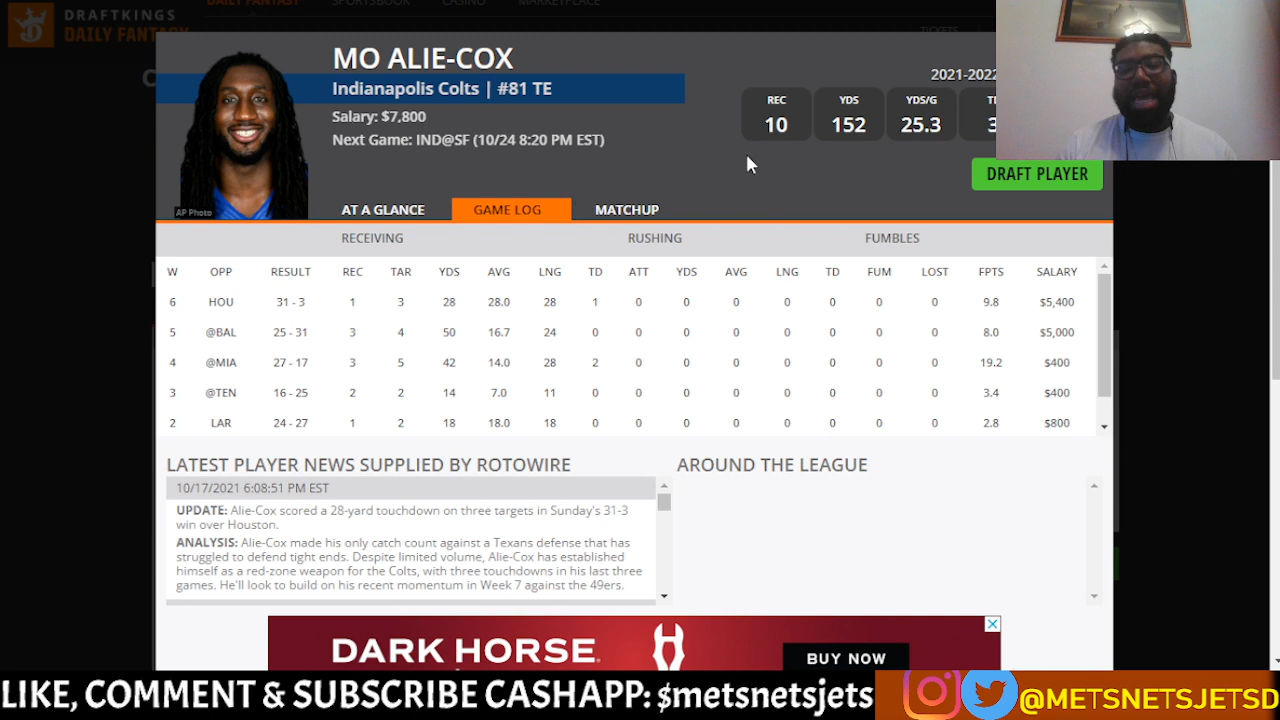 DRAFTKINGS
DAILY FANTASY
DAILY FANTASY SPORTSBOOK CASINO MARKETPLACE
TICKETS
MO ALIE-COX
Indianapolis Colts | #81 TE
Salary: $7,800
Next Game: IND@SF (10/24 8:20 PM EST)
2021-2022
REC YDS YDS/G
10 152 25.3 3
DRAFT PLAYER
AP Photo
AT A GLANCE GAME LOG MATCHUP
RECEIVING RUSHING FUMBLES
W OPP RESULT REC TAR YDS AVG LNG TD ATT YDS AVG LNG TD FUM LOST FPTS SALARY
6 HOU 31 - 3 1 3 28 28.0 28 1 0 0 0 0 0 0 0 9.8 $5,400
5 @BAL 25 - 31 3 4 50 16.7 24 0 0 0 0 0 0 0 0 8.0 $5,000
4 @MIA 27 - 17 3 5 42 14.0 28 2 0 0 0 0 0 0 0 19.2 $400
3 @TEN 16 - 25 2 2 14 7.0 11 0 0 0 0 0 0 0 0 3.4 $400
2 LAR 24 - 27 1 2 18 18.0 18 0 0 0 0 0 0 0 0 2.8 $800
LATEST PLAYER NEWS SUPPLIED BY ROTOWIRE
10/17/2021 6:08:51 PM EST
UPDATE: Alie-Cox scored a 28-yard touchdown on three targets in Sunday's 31-3
win over Houston.
ANALYSIS: Alie-Cox made his only catch count against a Texans defense that has
struggled to defend tight ends. Despite limited volume, Alie-Cox has established
himself as a red-zone weapon for the Colts, with three touchdowns in his last three
games. He'll look to build on his recent momentum in Week 7 against the 49ers.
AROUND THE LEAGUE
DARK HORSE
BUY NOW
LIKE, COMMENT & SUBSCRIBE CASHAPP: $metsnetsjets
@METSNETSJETSD